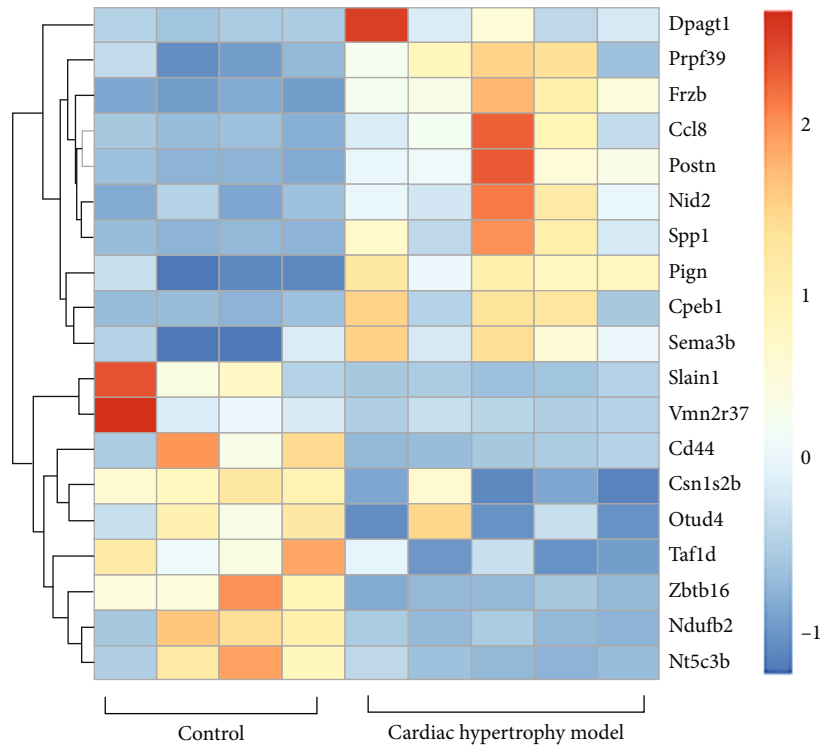 Dpagt1
Prpf39
Frzb
Ccl8
Postn
Nid2
Spp1
Pign
Cpeb1
Sema3b
Slain1
Vmn2r37
Cd44
Csn1s2b
Otud4
Taf1d
Zbtb16
Ndufb2
Nt5c3b
2
1
0
−1
Control
Cardiac hypertrophy model